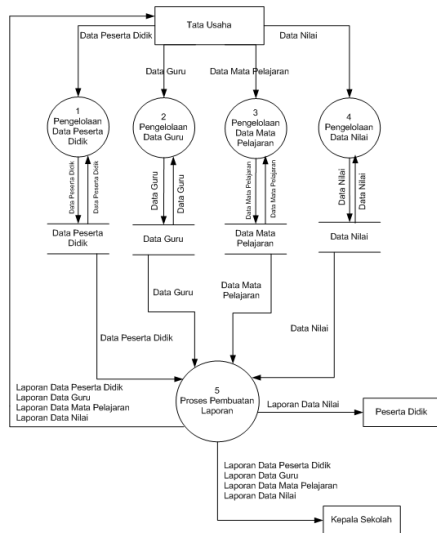 Tata Usaha
Data Peserta Didik
Data Nilai
Data Guru
Data Mata Pelajaran
1
Pengelolaan
Data Peserta
Didik
2
Pengelolaan
Data Guru
3
Pengelolaan
Data Mata
Pelajaran
4
Pengelolaan
Data Nilai
Data Peserta Didik
Data Peserta Didik
Data Guru
Data Guru
Data Mata Pelajaran
Data Mata Pelajaran
Data Nilai
Data Nilai
Data Peserta
Didik
Data Guru
Data Mata
Pelajaran
Data Nilai
Data Guru
Data Mata
Pelajaran
Data Peserta Didik
Data Nilai
5
Proses Pembuatan
Laporan
Laporan Data Peserta Didik
Laporan Data Guru
Laporan Data Mata Pelajaran
Laporan Data Nilai
Laporan Data Nilai
Peserta Didik
Laporan Data Peserta Didik
Laporan Data Guru
Laporan Data Mata Pelajaran
Laporan Data Nilai
Kepala Sekolah